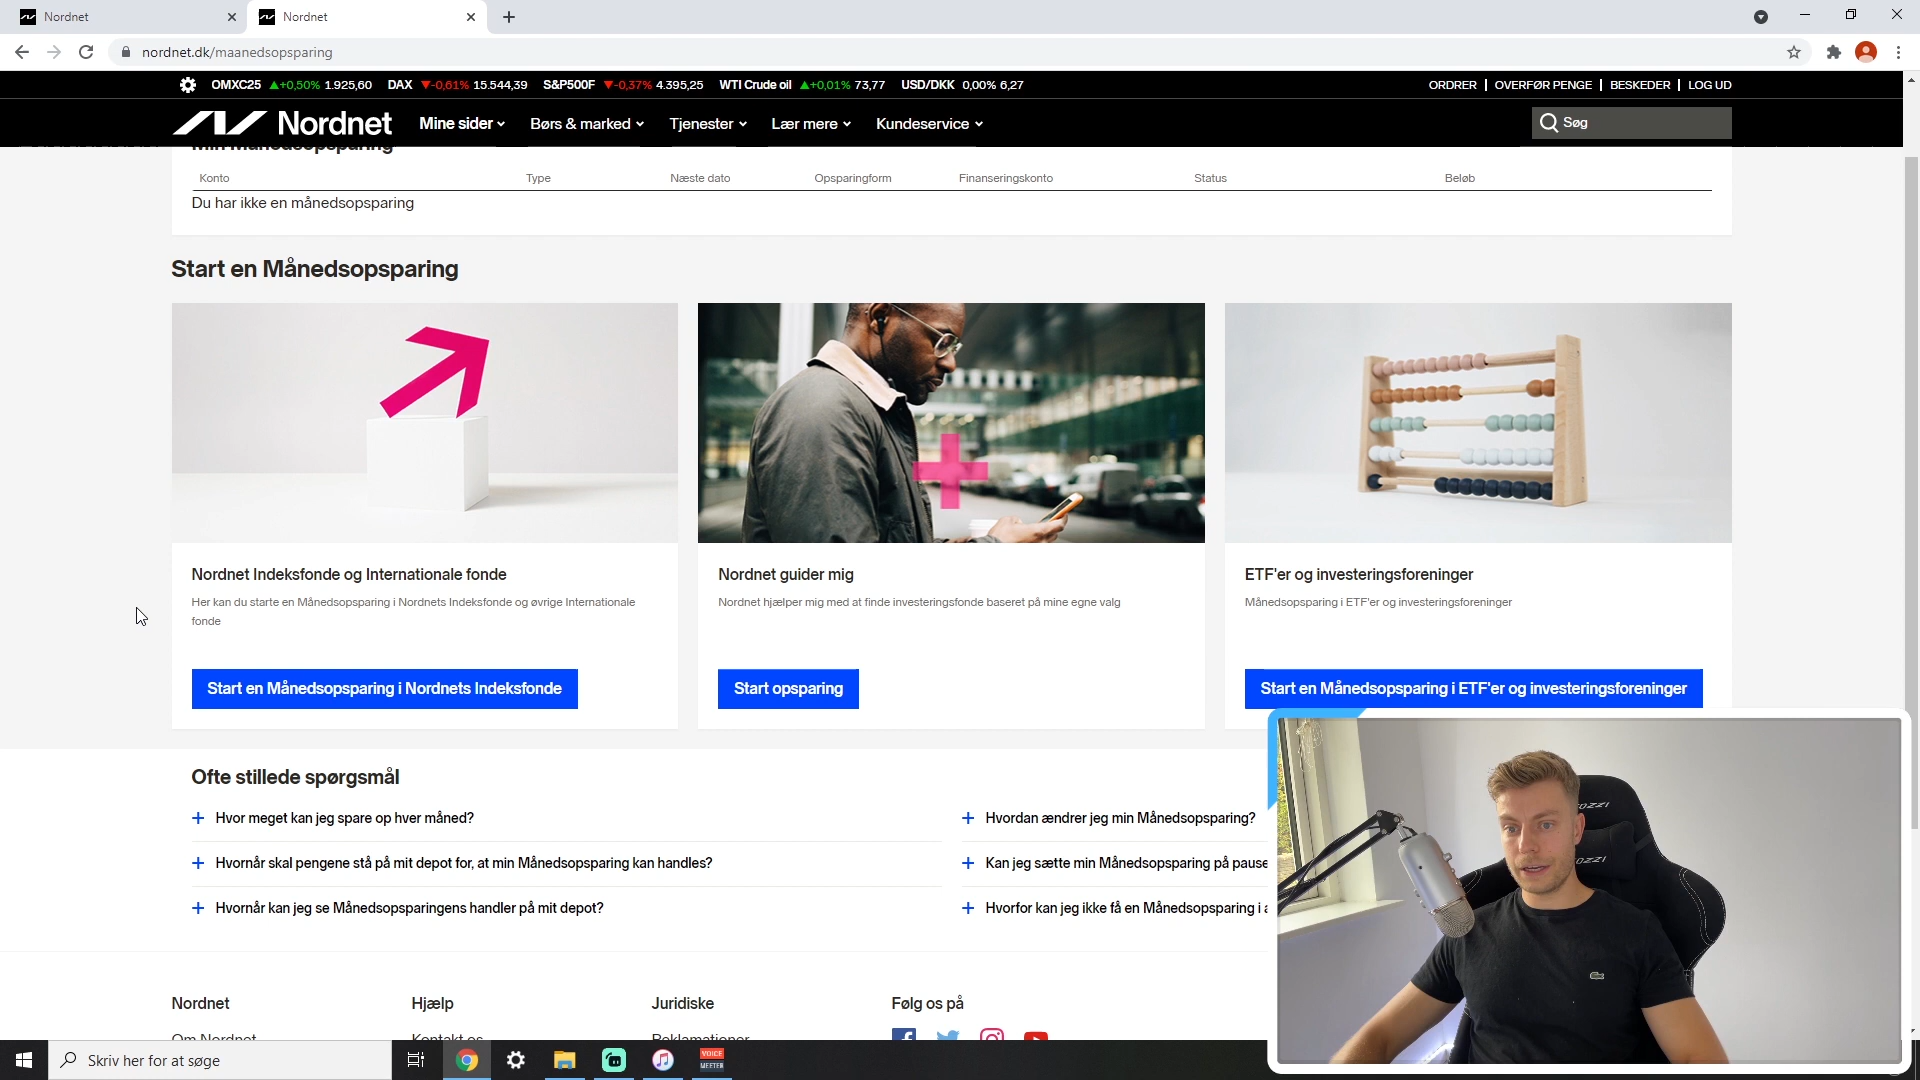 Nordnet
Nordnet
nordnet.dk/maanedsopsparing
OMXC25 +0,50% 1.925,60 DAX -0,61% 15.544,39 S&P500F -0,37% 4.395,25 WTI Crude oil +0,01% 73,77 USD/DKK 0,00% 6,27
ORDRER | OVERFØR PENGE | BESKEDER | LOG UD
Nordnet
Mine sider Børs & marked Tjenester Lær mere Kundeservice
Søg
Min Månedsopsparing
Konto Type Næste dato Opsparingform Finanseringskonto Status Beløb
Du har ikke en månedsopsparing
Start en Månedsopsparing
Nordnet Indeksfonde og Internationale fonde
Her kan du starte en Månedsopsparing i Nordnets Indeksfonde og øvrige Internationale
fonde
Start en Månedsopsparing i Nordnets Indeksfonde
Nordnet guider mig
Nordnet hjælper mig med at finde investeringsfonde baseret på mine egne valg
Start opsparing
ETF'er og investeringsforeninger
Månedsopsparing i ETF'er og investeringsforeninger
Start en Månedsopsparing i ETF'er og investeringsforeninger
Ofte stillede spørgsmål
Hvor meget kan jeg spare op hver måned?
Hvornår skal pengene stå på mit depot for, at min Månedsopsparing kan handles?
Hvornår kan jeg se Månedsopsparingens handler på mit depot?
Hvordan ændrer jeg min Månedsopsparing?
Kan jeg sætte min Månedsopsparing på pause
Hvorfor kan jeg ikke få en Månedsopsparing i
Nordnet
Om Nordnet
Hjælp
Kontakt os
Juridiske
Reklamationer
Følg os på
Skriv her for at søge
VOICE
MEETER